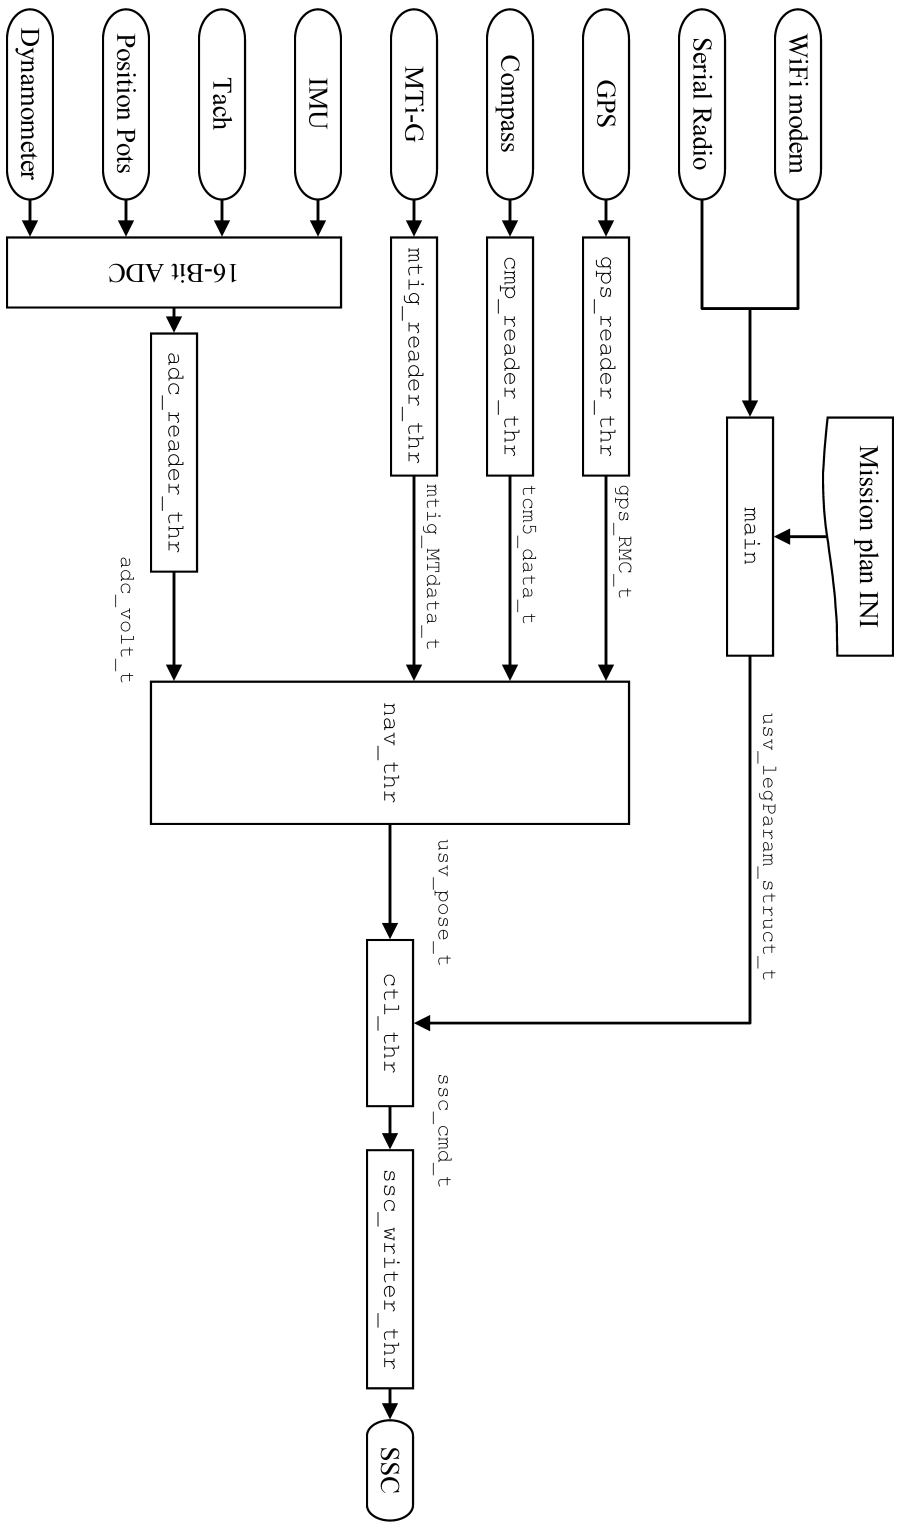 WiFi modem
Serial Radio
GPS
Compass
MTi-G
IMU
Tach
Position Pots
Dynamometer
16-Bit ADC
Mission plan INI
main
gps_reader_thr
cmp_reader_thr
mtig_reader_thr
adc_reader_thr
usv_legParam_struct_t
gps_RMC_t
tcm5_data_t
mtig_MTdata_t
adc_volt_t
nav_thr
usv_pose_t
ctl_thr
ssc_cmd_t
ssc_writer_thr
SSC